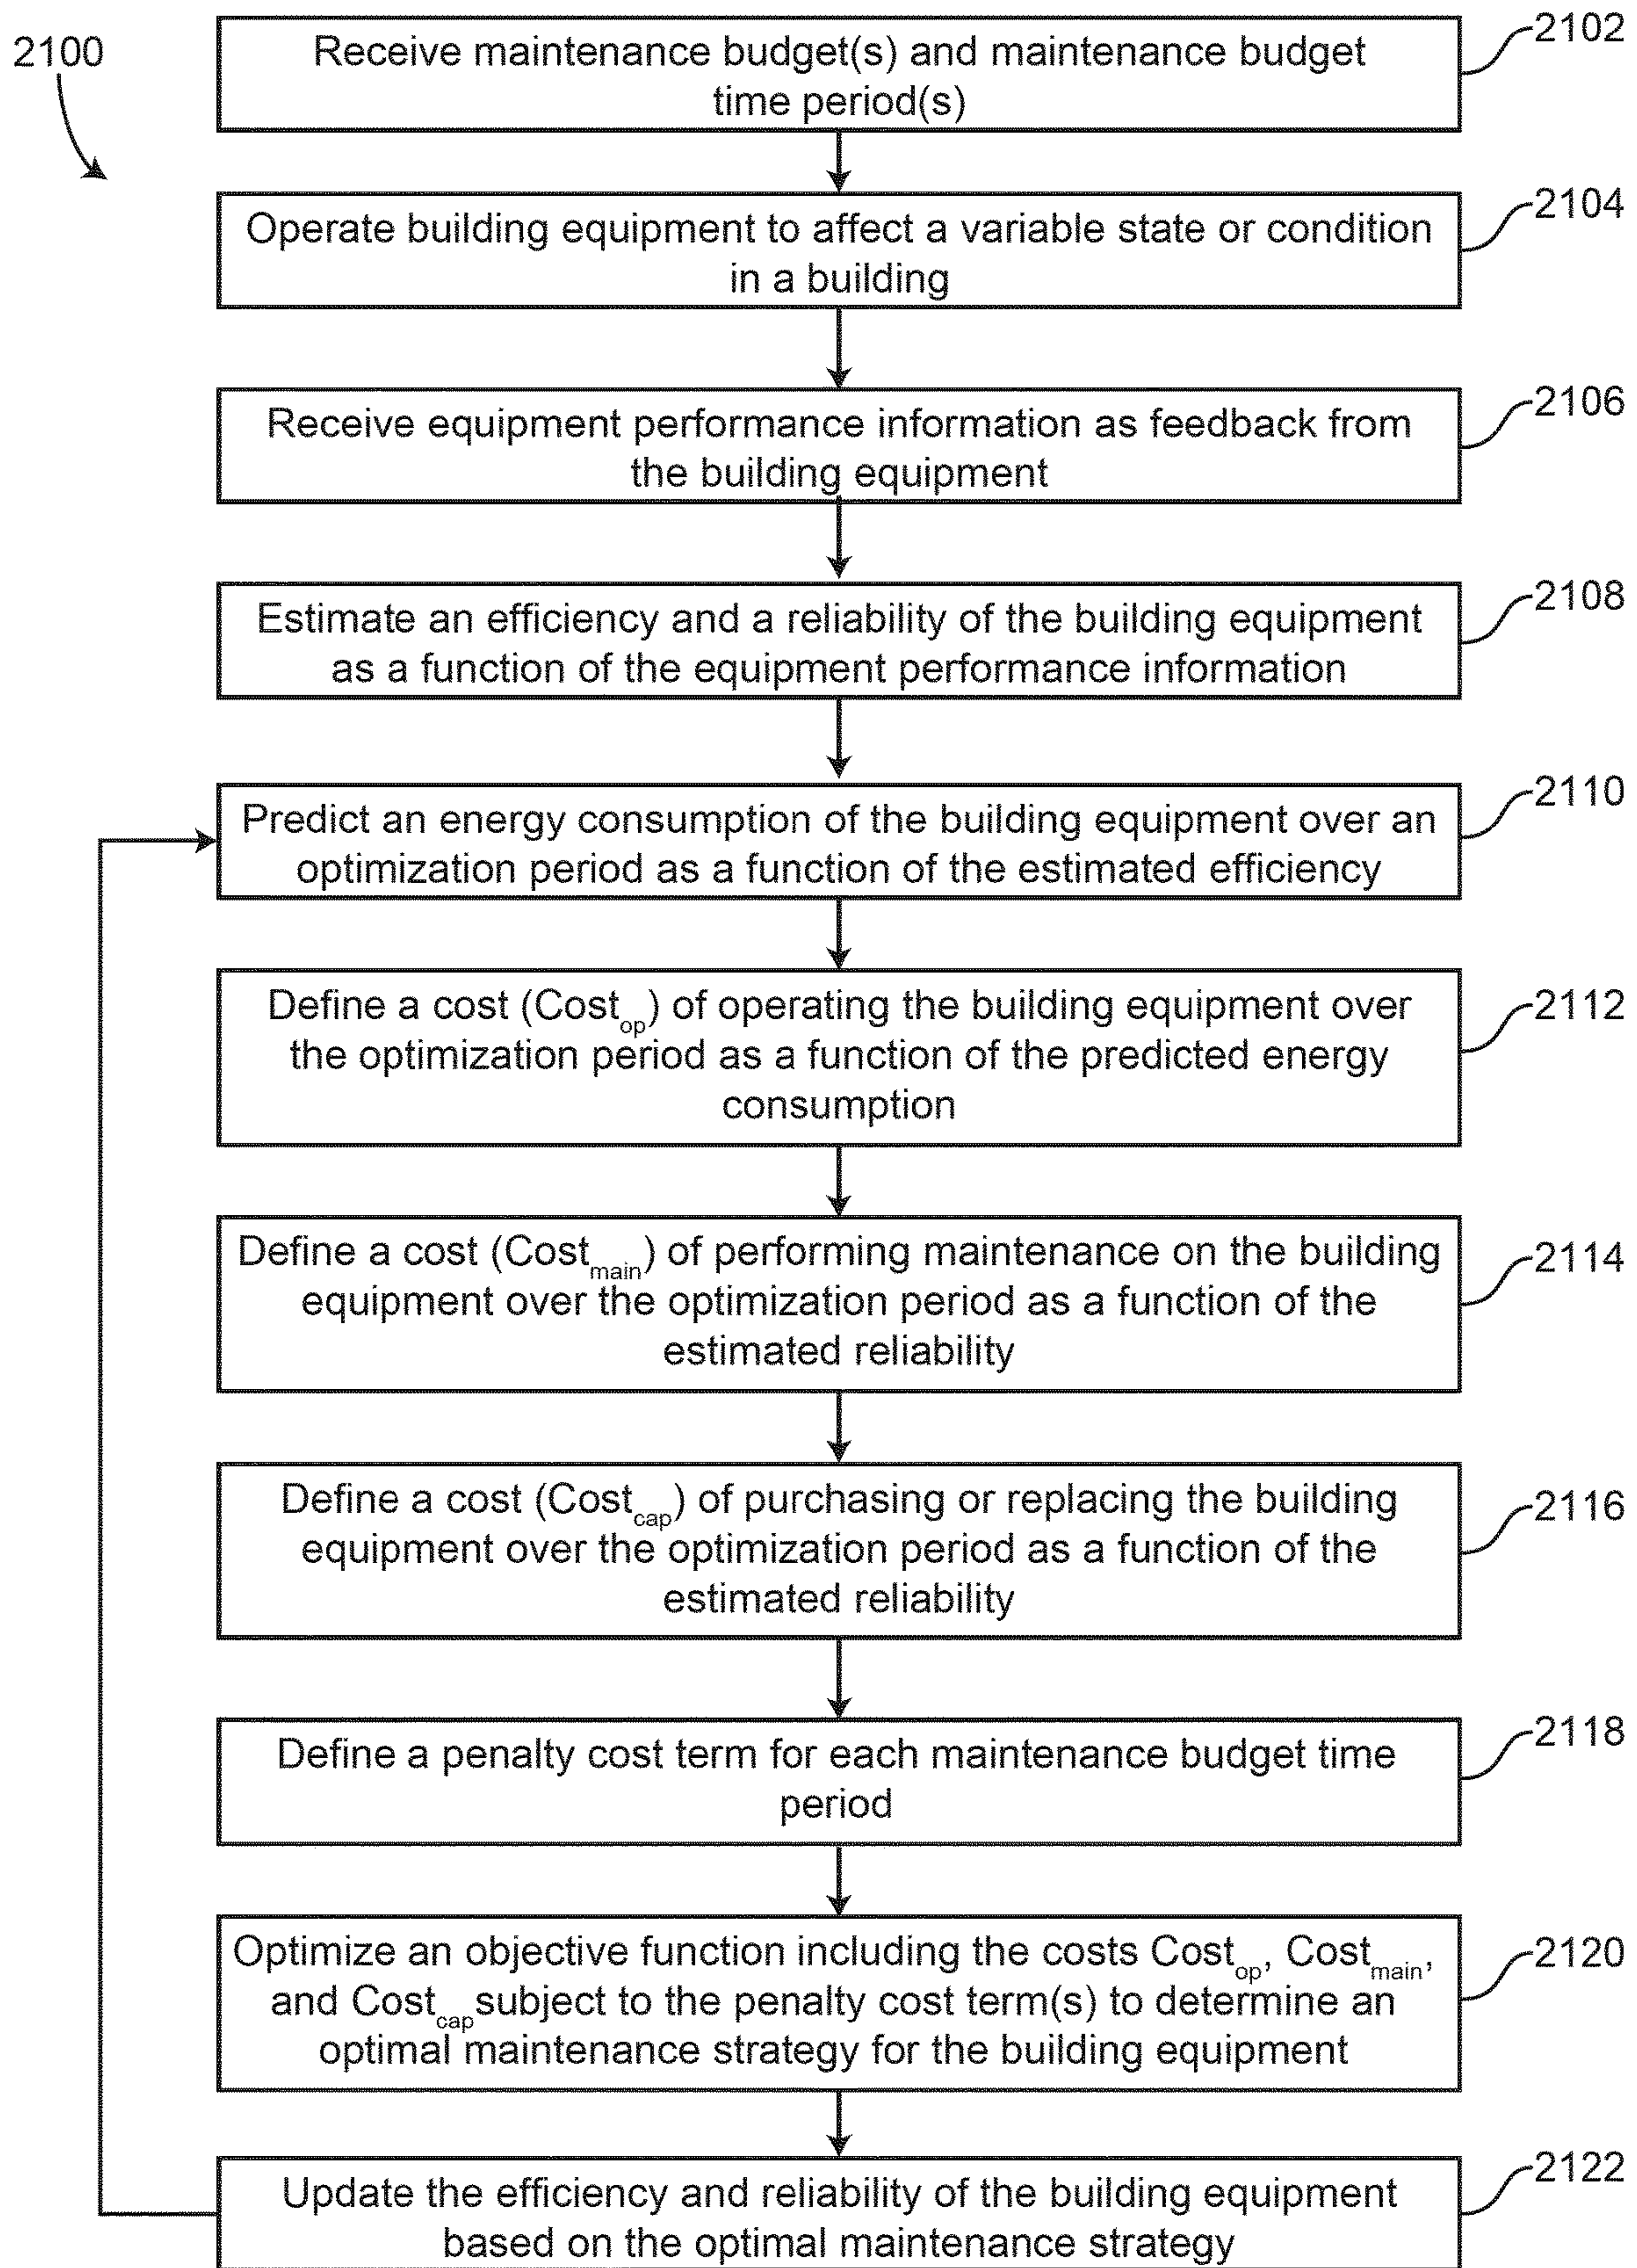 2100
Receive maintenance budget(s) and maintenance budget
time period(s)
2102
Operate building equipment to affect a variable state or condition
in a building
2104
Receive equipment performance information as feedback from
the building equipment
2106
Estimate an efficiency and a reliability of the building equipment
as a function of the equipment performance information
2108
Predict an energy consumption of the building equipment over an
optimization period as a function of the estimated efficiency
2110
Define a cost (Costop) of operating the building equipment over
the optimization period as a function of the predicted energy
consumption
2112
Define a cost (Costmain) of performing maintenance on the building
equipment over the optimization period as a function of the
estimated reliability
2114
Define a cost (Costcap) of purchasing or replacing the building
equipment over the optimization period as a function of the
estimated reliability
2116
Define a penalty cost term for each maintenance budget time
period
2118
Optimize an objective function including the costs Costop, Costmain,
and Costcap subject to the penalty cost term(s) to determine an
optimal maintenance strategy for the building equipment
2120
Update the efficiency and reliability of the building equipment
based on the optimal maintenance strategy
2122